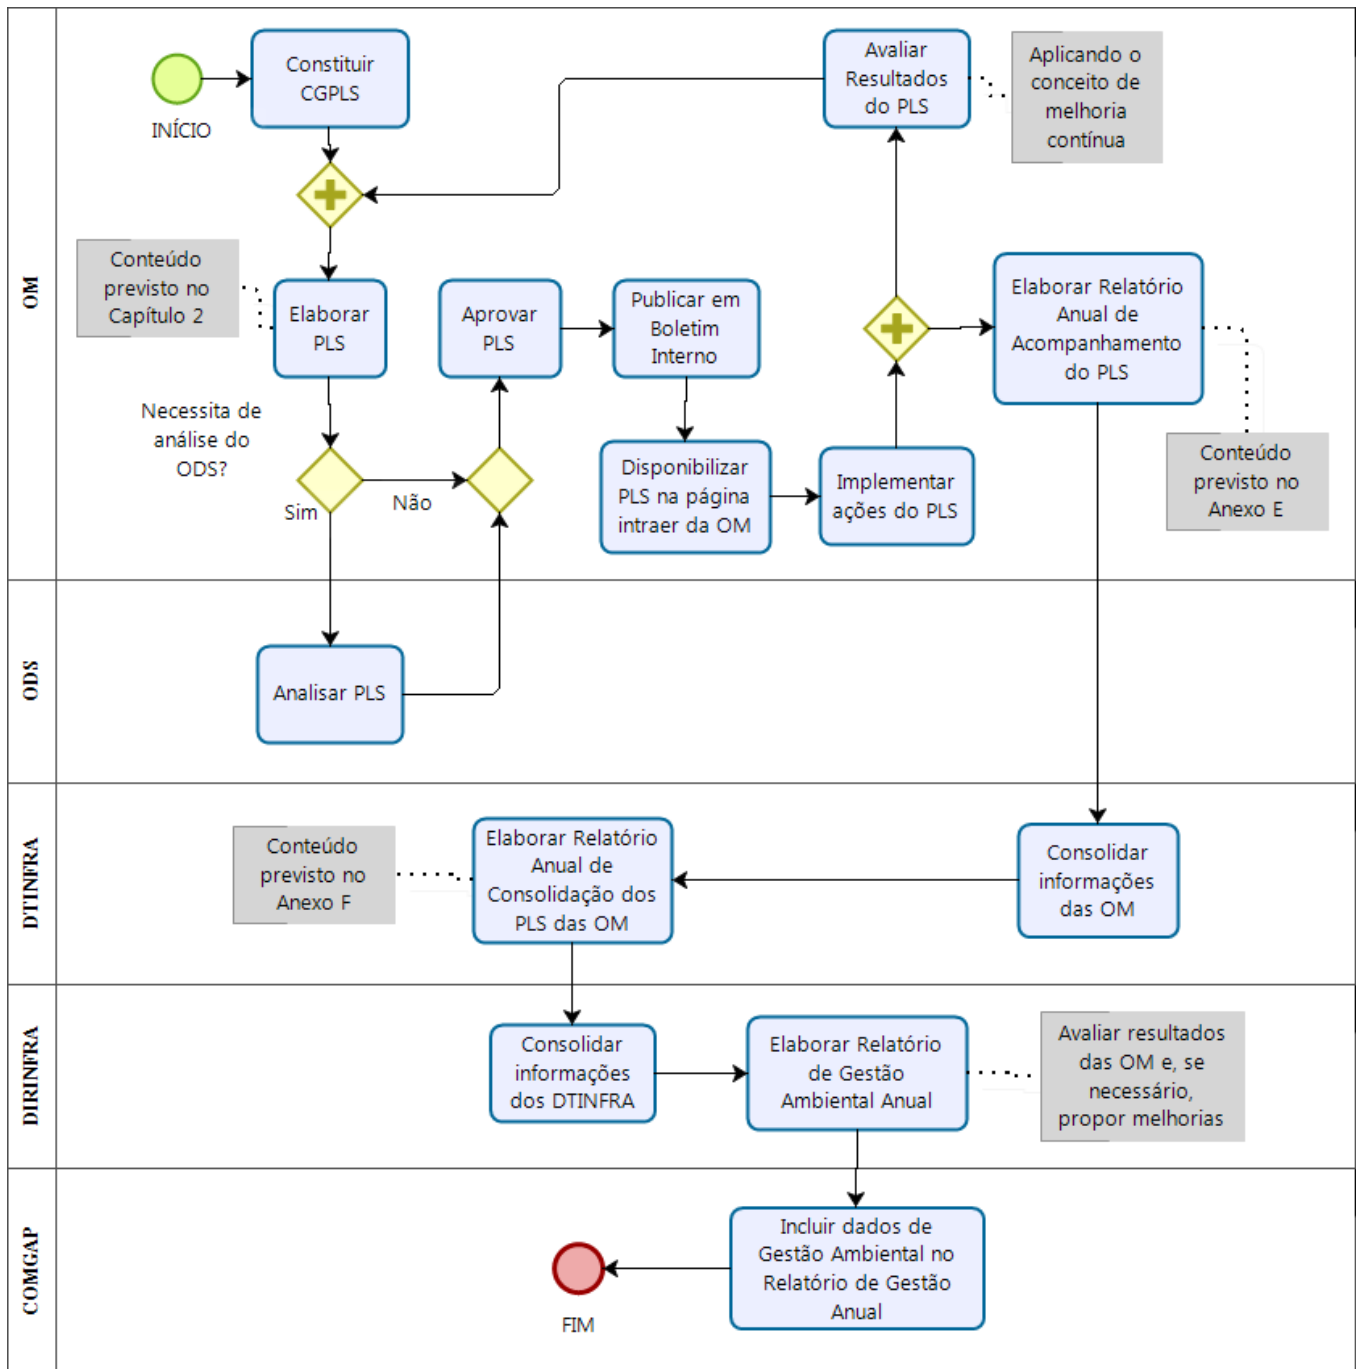 OM
INÍCIO
Constituir
CGPLS
Avaliar
Resultados
do PLS
Aplicando o
conceito de
melhoria
contínua
Conteúdo
previsto no
Capítulo 2
Elaborar
PLS
Aprovar
PLS
Publicar em
Boletim
Interno
Elaborar Relatório
Anual de
Acompanhamento
do PLS
Necessita de
análise do
ODS?
Sim
Não
Disponibilizar
PLS na página
intraer da OM
Implementar
ações do PLS
Conteúdo
previsto no
Anexo E
ODS
Analisar PLS
DTINFRA
Conteúdo
previsto no
Anexo F
Elaborar Relatório
Anual de
Consolidação dos
PLS das OM
Consolidar
informações
das OM
DIRINFRA
Consolidar
informações
dos DTINFRA
Elaborar Relatório
de Gestão
Ambiental Anual
Avaliar resultados
das OM e, se
necessário,
propor melhorias
COMGAP
FIM
Incluir dados de
Gestão Ambiental no
Relatório de Gestão
Anual